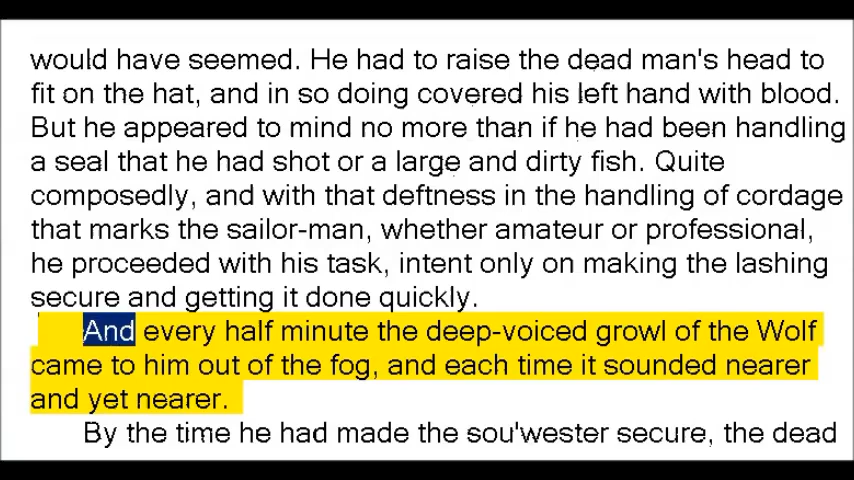 would have seemed. He had to raise the dead man's head to
fit on the hat, and in so doing covered his left hand with blood.
But he appeared to mind no more than if he had been handling
a seal that he had shot or a large and dirty fish. Quite
composedly, and with that deftness in the handling of cordage
that marks the sailor-man, whether amateur or professional,
he proceeded with his task, intent only on making the lashing
secure and getting it done quickly.
And every half minute the deep-voiced growl of the Wolf
came to him out of the fog, and each time it sounded nearer
and yet nearer.
By the time he had made the sou'wester secure, the dead